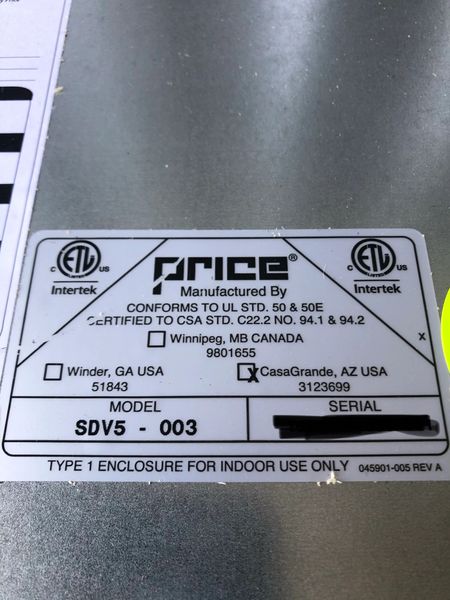 C ETL LISTED US
Intertek
price®
C ETL LISTED US
Intertek
Manufactured By
CONFORMS TO UL STD. 50 & 50E
CERTIFIED TO CSA STD. C22.2 NO. 94.1 & 94.2
Winnipeg, MB CANADA
9801655
x
Winder, GA USA
51843
X CasaGrande, AZ USA
3123699
MODEL
SERIAL
SDV5 - 003
TYPE 1 ENCLOSURE FOR INDOOR USE ONLY
045901-005 REV A